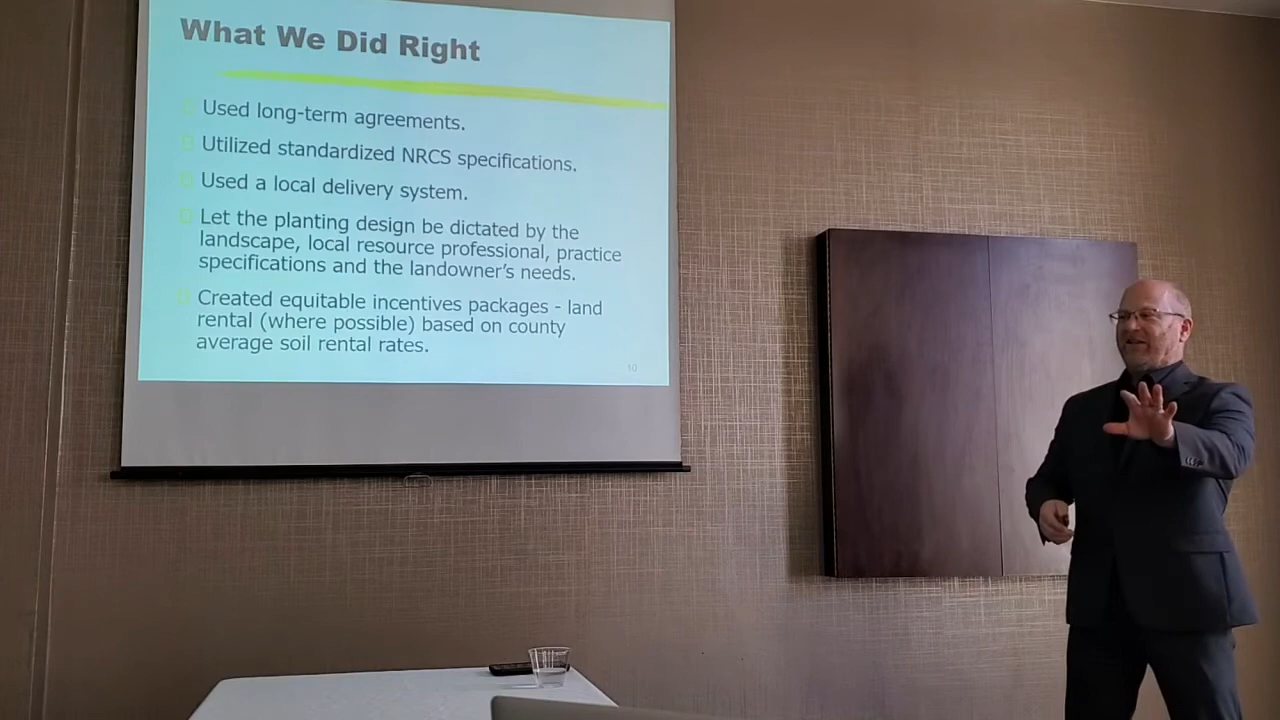 What We Did Right
Used long-term agreements.
Utilized standardized NRCS specifications.
Used a local delivery system.
Let the planting design be dictated by the
landscape, local resource professional, practice
specifications and the landowner's needs.
Created equitable incentives packages - land
rental (where possible) based on county
average soil rental rates.
10